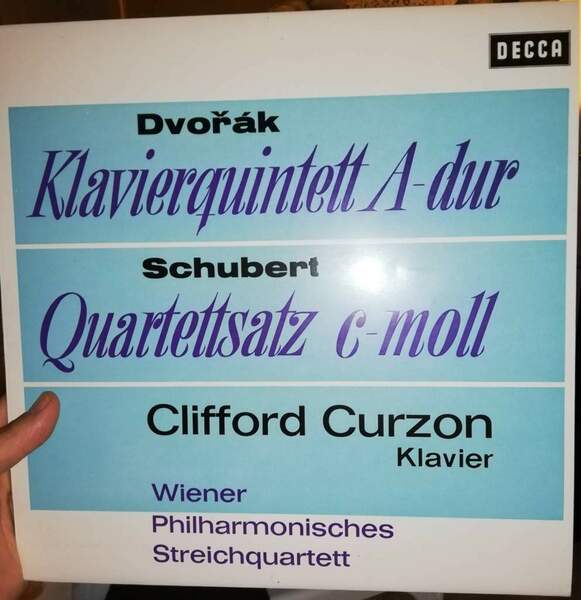 DECCA
Dvořák
Klavierquintett A-dur
Schubert
Quartettsatz c-moll
Clifford Curzon
Klavier
Wiener
Philharmonisches
Streichquartett